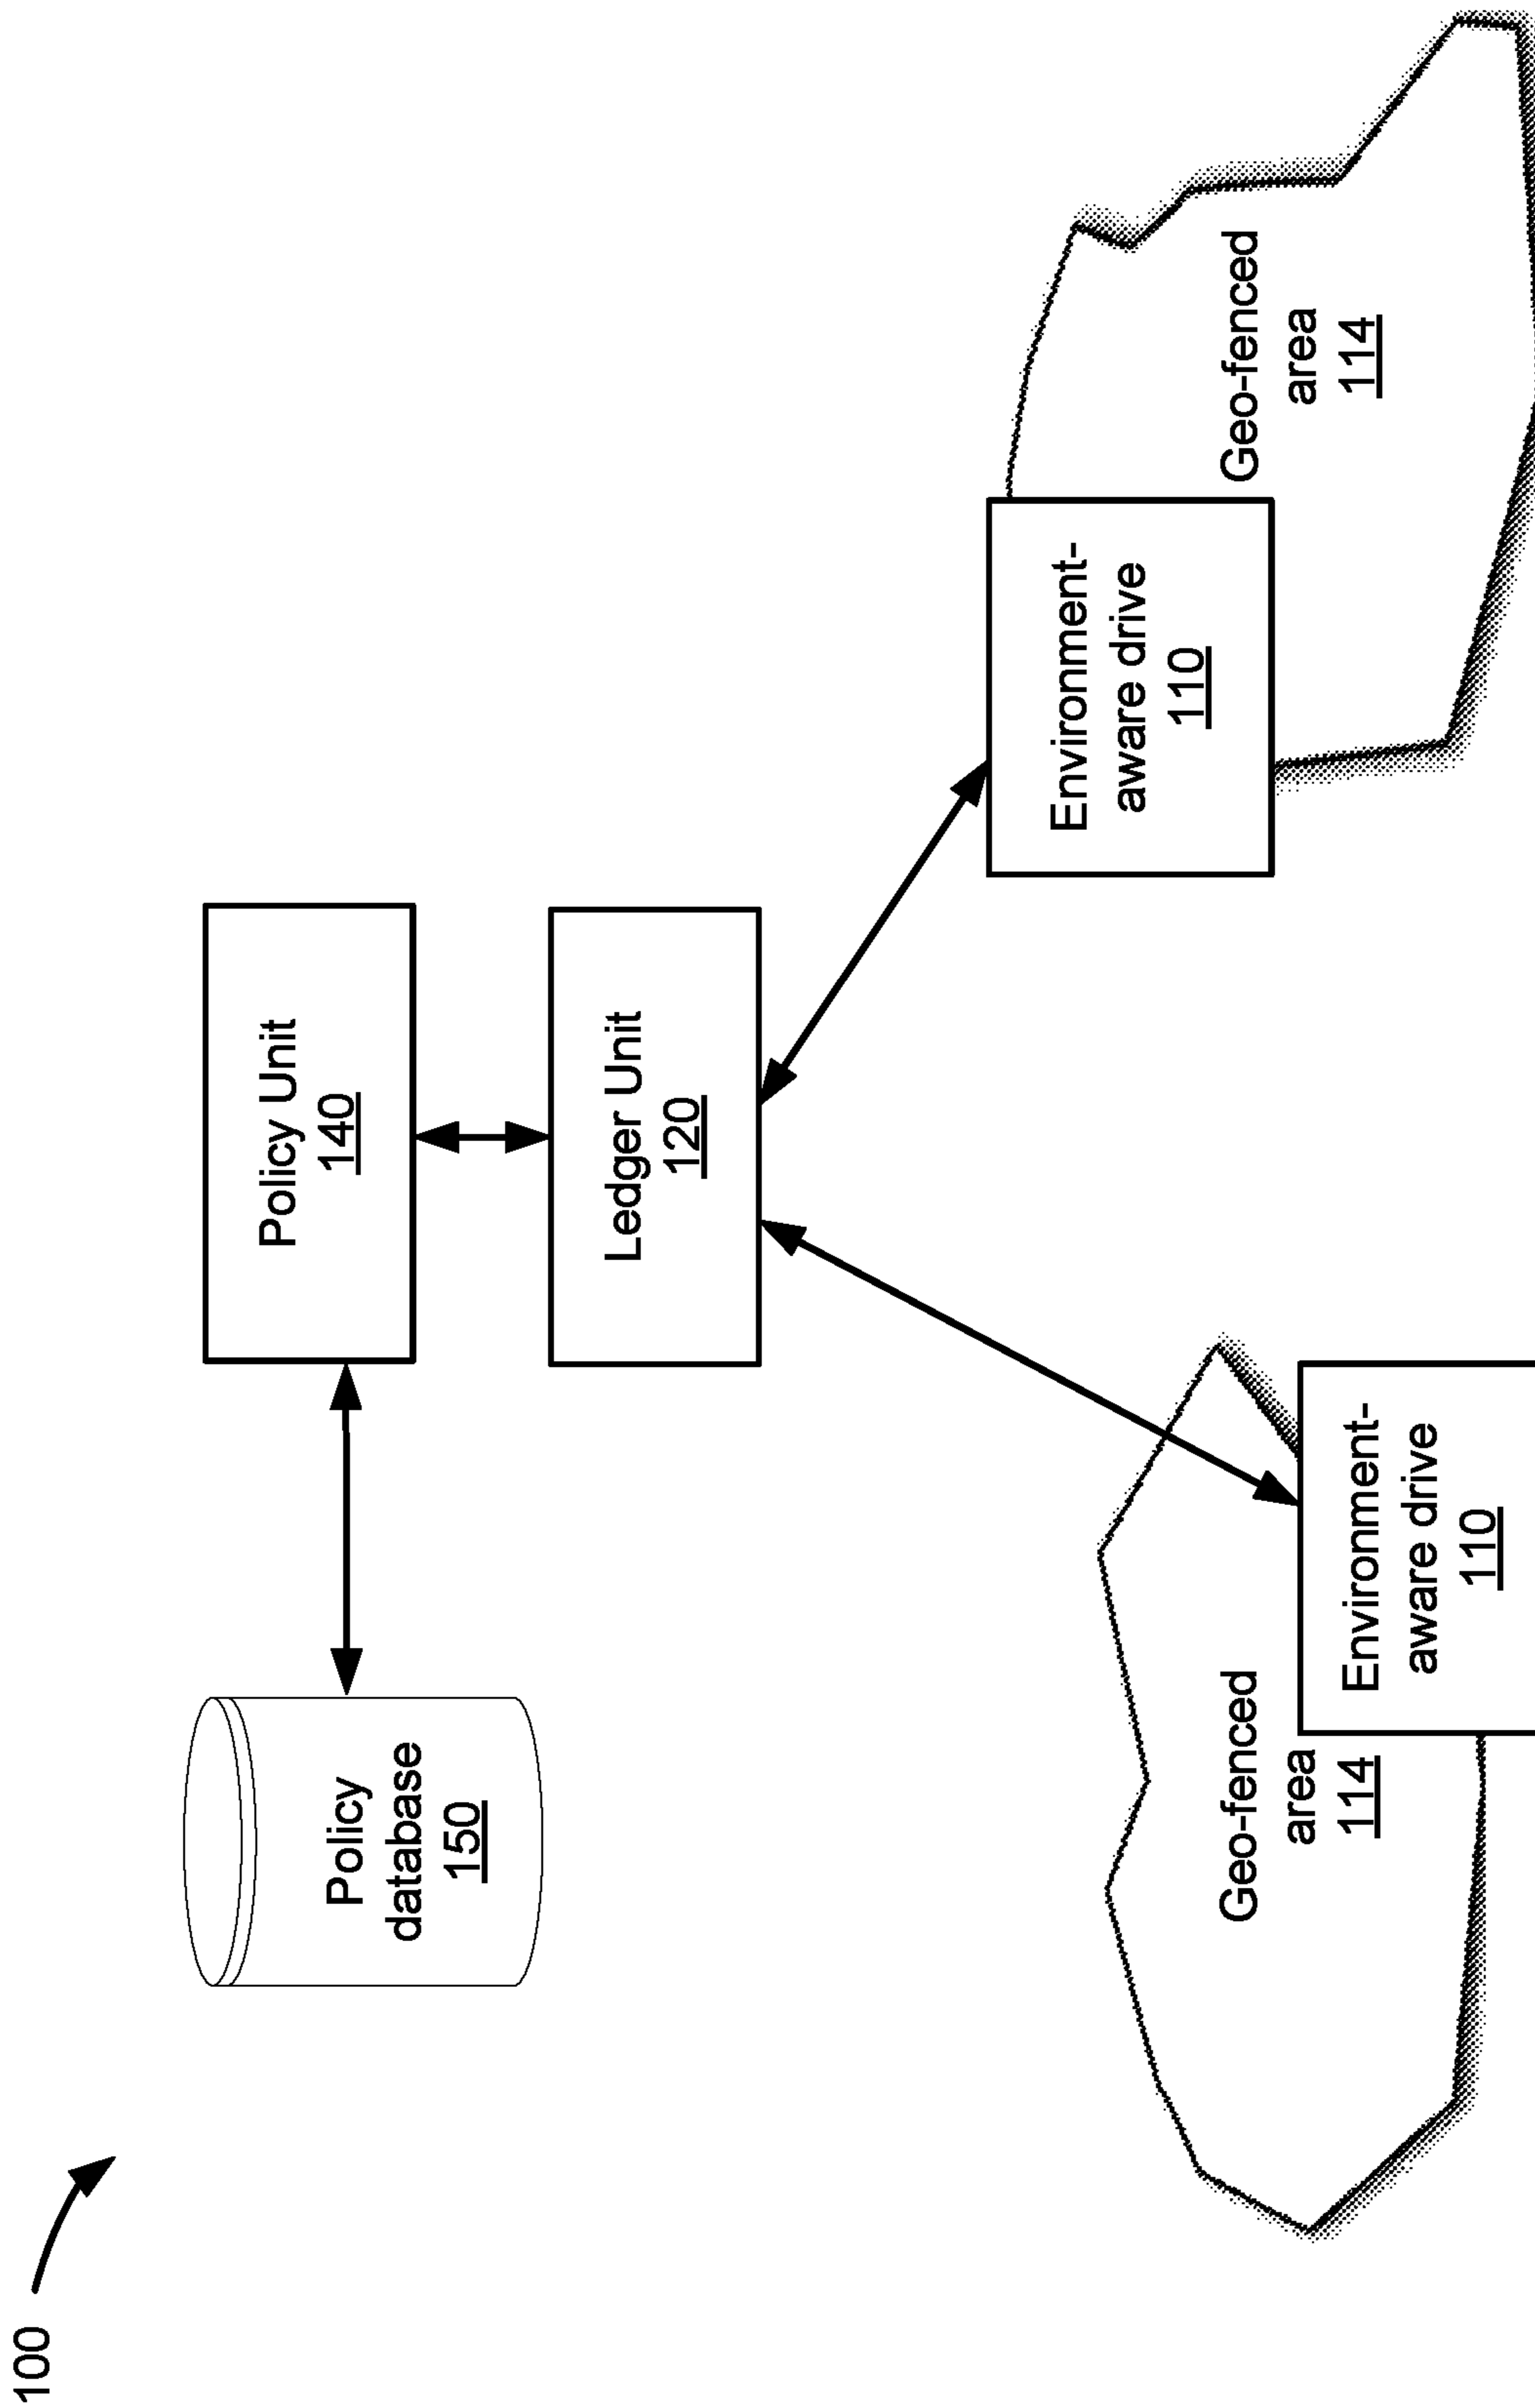 100
Policy
database
150
Policy Unit
140
Ledger Unit
120
Geo-fenced
area
114
Environment-
aware drive
110
Environment-
aware drive
110
Geo-fenced
area
114